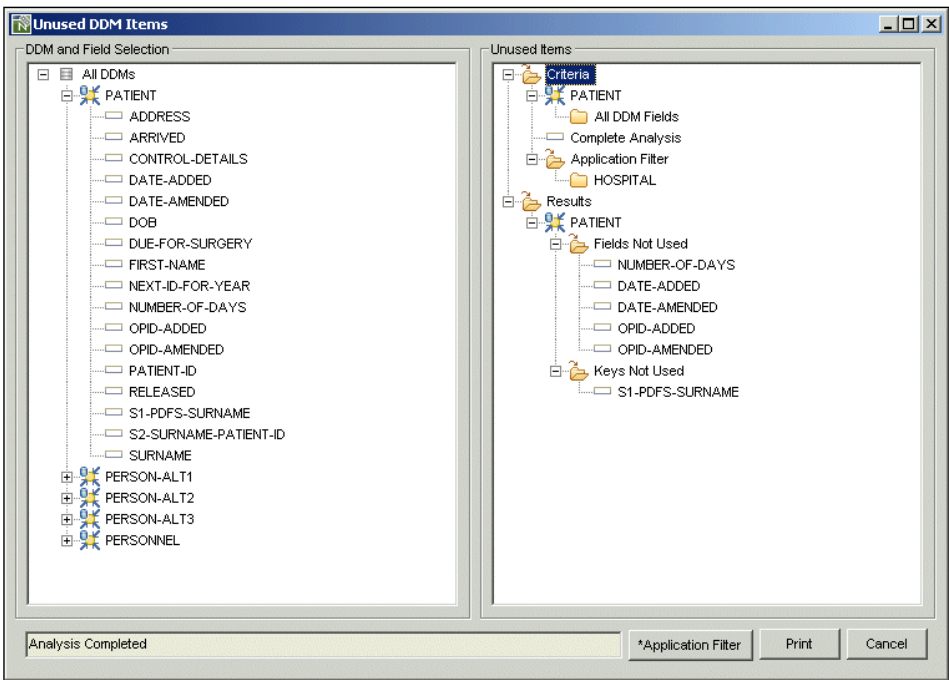 Unused DDM Items
DDM and Field Selection
All DDMs
PATIENT
ADDRESS
ARRIVED
CONTROL-DETAILS
DATE-ADDED
DATE-AMENDED
DOB
DUE-FOR-SURGERY
FIRST-NAME
NEXT-ID-FOR-YEAR
NUMBER-OF-DAYS
OPID-ADDED
OPID-AMENDED
PATIENT-ID
RELEASED
S1-PDFS-SURNAME
S2-SURNAME-PATIENT-ID
SURNAME
PERSON-ALT1
PERSON-ALT2
PERSON-ALT3
PERSONNEL
Unused Items
Criteria
PATIENT
All DDM Fields
Complete Analysis
Application Filter
HOSPITAL
Results
PATIENT
Fields Not Used
NUMBER-OF-DAYS
DATE-ADDED
DATE-AMENDED
OPID-ADDED
OPID-AMENDED
Keys Not Used
S1-PDFS-SURNAME
Analysis Completed
*Application Filter
Print
Cancel